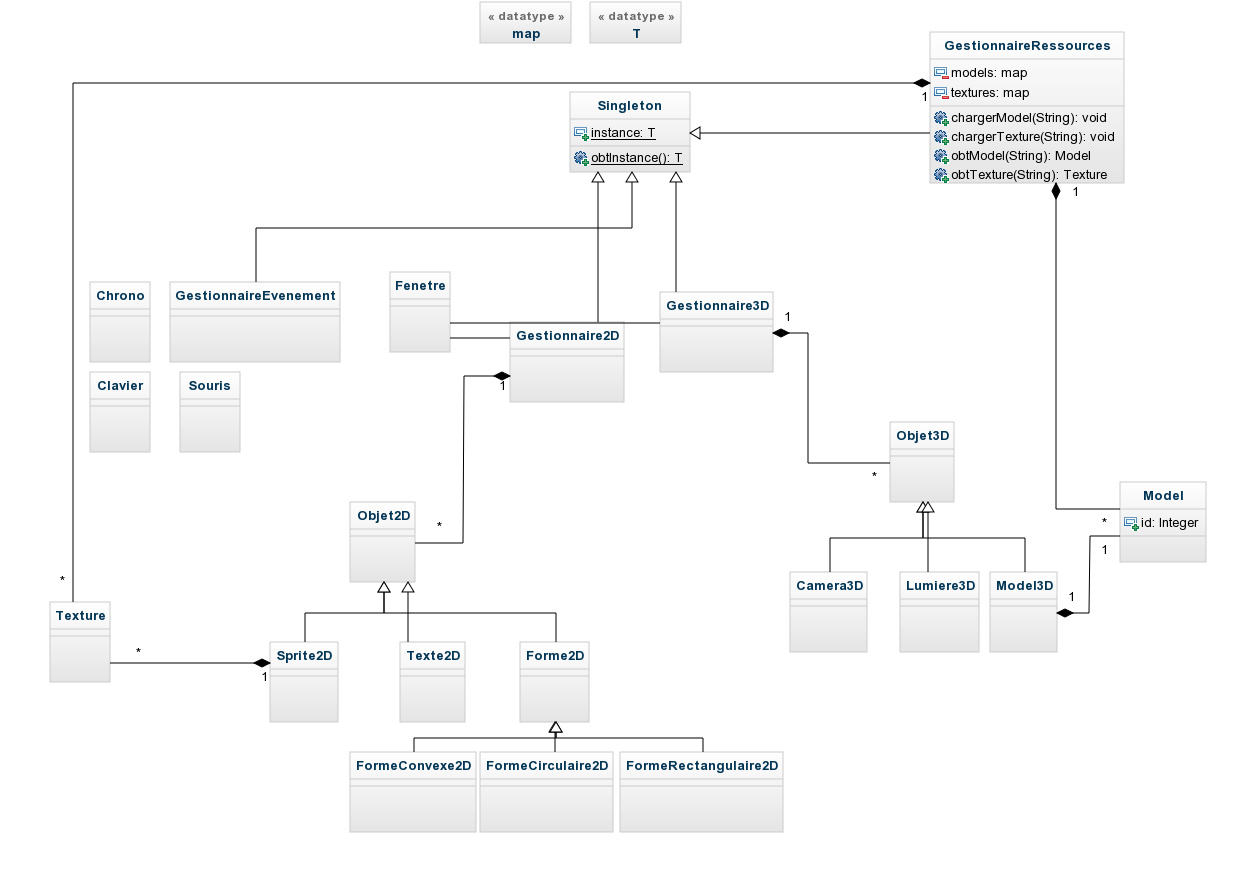 « datatype »
map
« datatype »
T
GestionnaireRessources
models: map
textures: map
chargerModel(String): void
chargerTexture(String): void
obtModel(String): Model
obtTexture(String): Texture
1
1
Singleton
instance: T
obtInstance(): T
Chrono
GestionnaireEvenement
Fenetre
Gestionnaire2D
1
Gestionnaire3D
1
Clavier
Souris
Objet3D
*
Objet2D
*
Model
id: Integer
*
1
Camera3D
Lumiere3D
Model3D
1
*
Texture
*
Sprite2D
1
Texte2D
Forme2D
FormeConvexe2D
FormeCirculaire2D
FormeRectangulaire2D